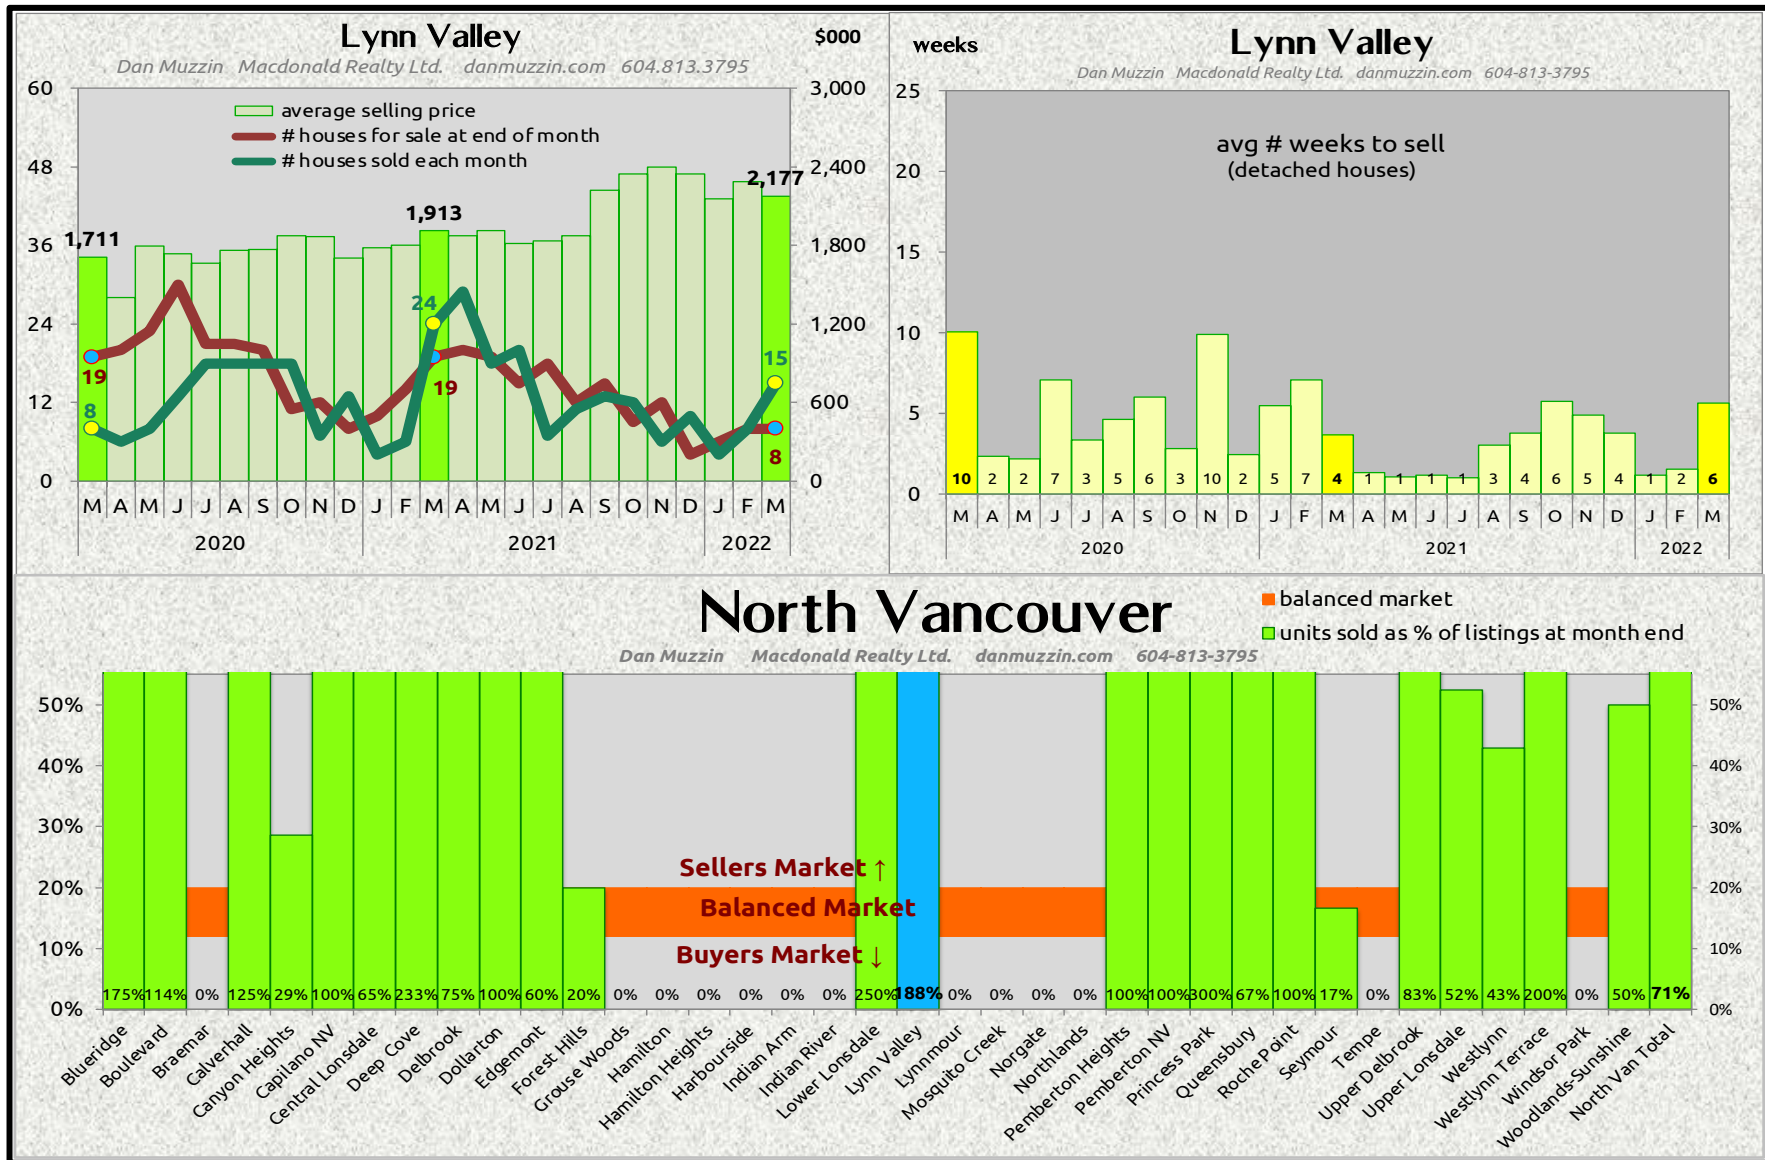 Lynn Valley
$000
Dan Muzzin Macdonald Realty Ltd. danmuzzin.com 604.813.3795
60
3,000
average selling price
# houses for sale at end of month
# houses sold each month
48
2,400
2,177
1,913
1,711
36
1,800
24
24
1,200
15
19
19
12
600
8
8
0
0
M A M J J A S O N D J F M A M J J A S O N D J F M
2020 2021 2022
weeks
Lynn Valley
Dan Muzzin Macdonald Realty Ltd. danmuzzin.com 604-813-3795
25
avg # weeks to sell
(detached houses)
20
15
10
5
0
10 2 2 7 3 5 6 3 10 2 5 7 4 1 1 1 1 3 4 6 5 4 1 2 6
M A M J J A S O N D J F M A M J J A S O N D J F M
2020 2021 2022
North Vancouver
balanced market
units sold as % of listings at month end
Dan Muzzin Macdonald Realty Ltd. danmuzzin.com 604-813-3795
50% 50%
40% 40%
30% 30%
Sellers Market ↑
20% 20%
Balanced Market
10% 10%
Buyers Market ↓
0% 0%
175% 114% 0% 125% 29% 100% 65% 233% 75% 100% 60% 20% 0% 0% 0% 0% 0% 0% 250% 188% 0% 0% 0% 0% 100% 100% 300% 67% 100% 17% 0% 83% 52% 43% 200% 0% 50% 71%
Blueridge
Boulevard
Braemar
Calverhall
Canyon Heights
Capilano NV
Central Lonsdale
Deep Cove
Delbrook
Dollarton
Edgemont
Forest Hills
Grouse Woods
Hamilton
Hamilton Heights
Harbourside
Indian Arm
Indian River
Lower Lonsdale
Lynn Valley
Lynnmour
Mosquito Creek
Norgate
Northlands
Pemberton Heights
Pemberton NV
Princess Park
Queensbury
Roche Point
Seymour
Tempe
Upper Delbrook
Upper Lonsdale
Westlynn
Westlynn Terrace
Windsor Park
Woodlands-Sunshine
North Van Total